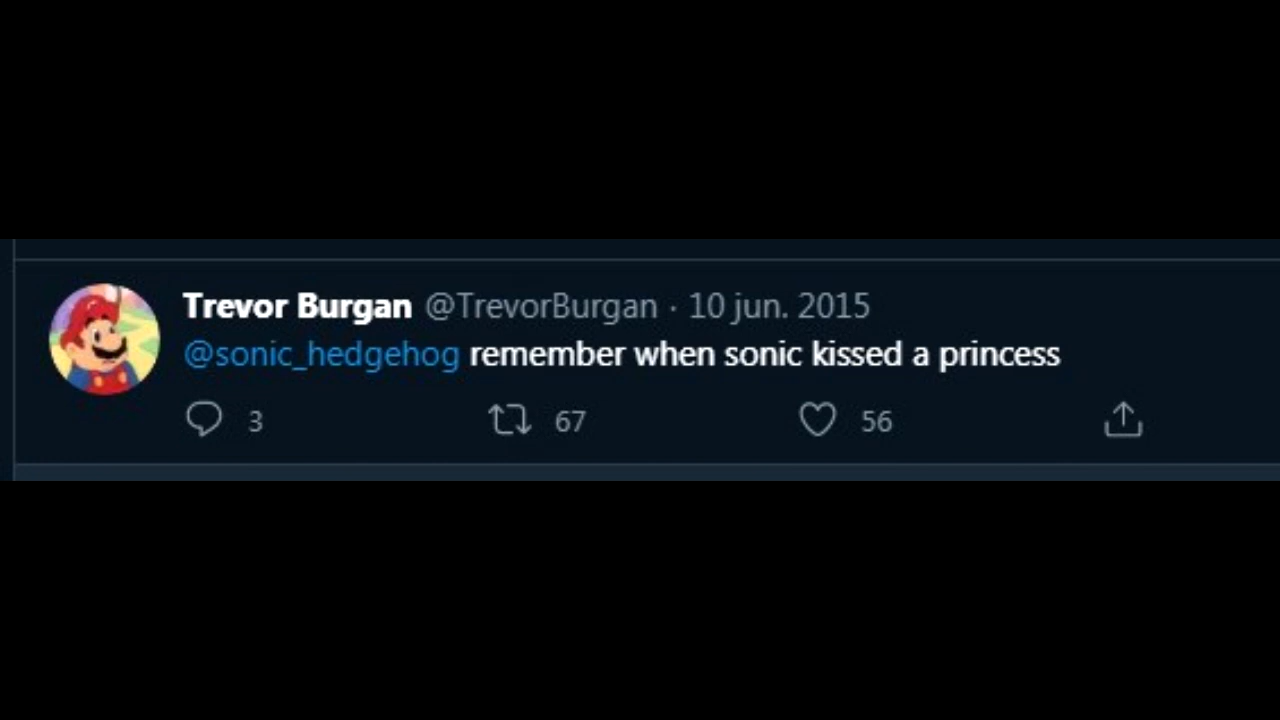 Trevor Burgan @TrevorBurgan · 10 jun. 2015
@sonic_hedgehog remember when sonic kissed a princess
3 67 56